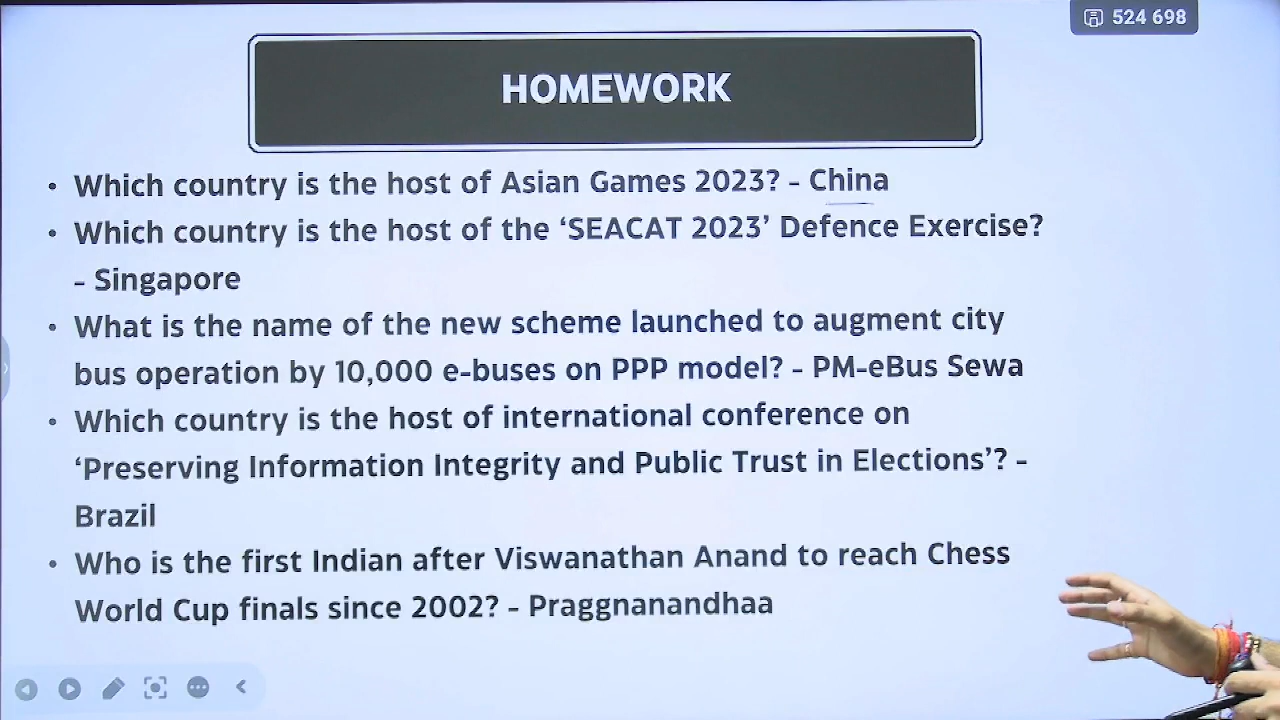 524 698
HOMEWORK
• Which country is the host of Asian Games 2023? - China
• Which country is the host of the ‘SEACAT 2023’ Defence Exercise?
- Singapore
• What is the name of the new scheme launched to augment city
bus operation by 10,000 e-buses on PPP model? - PM-eBus Sewa
• Which country is the host of international conference on
‘Preserving Information Integrity and Public Trust in Elections’? -
Brazil
• Who is the first Indian after Viswanathan Anand to reach Chess
World Cup finals since 2002? - Praggnanandhaa